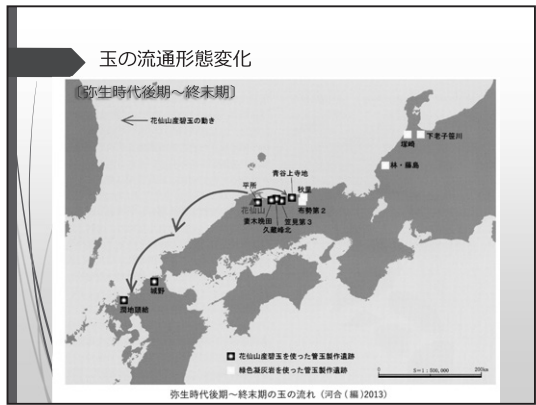 玉の流通形態変化
〔弥生時代後期～終末期〕
花仙山産碧玉の動き
塚崎
下老子笹川
林・藤島
青谷上寺地
平所
秋里
花仙山
布勢第2
妻木晩田
笠見第3
久蔵峰北
城野
潤地頭給
花仙山産碧玉を使った管玉製作遺跡
緑色凝灰岩を使った管玉製作遺跡
0
200km
弥生時代後期～終末期の玉の流れ（河合（編)2013）